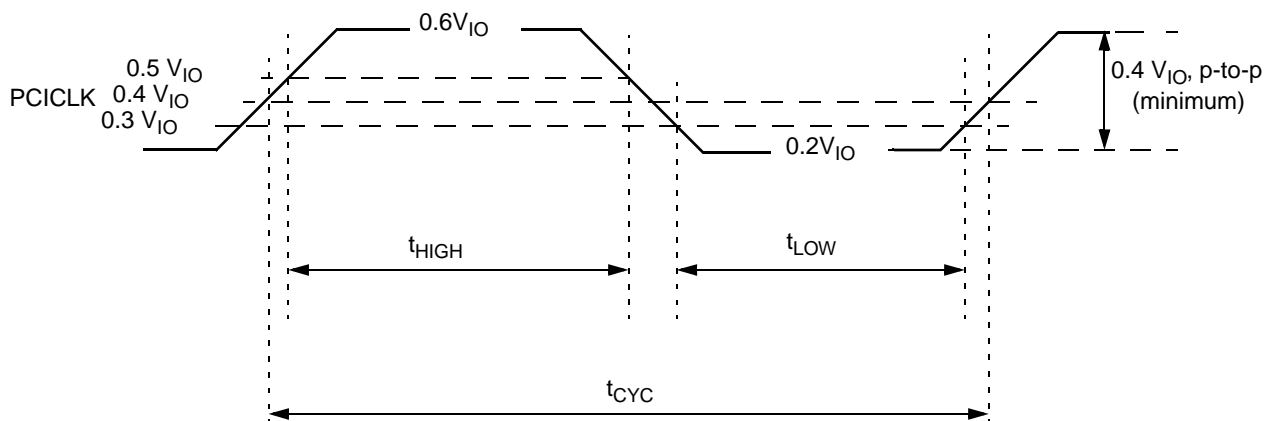 0.6V_IO
0.5 V_IO
PCICLK 0.4 V_IO
0.3 V_IO
0.4 V_IO, p-to-p
(minimum)
0.2V_IO
t_HIGH
t_LOW
t_CYC